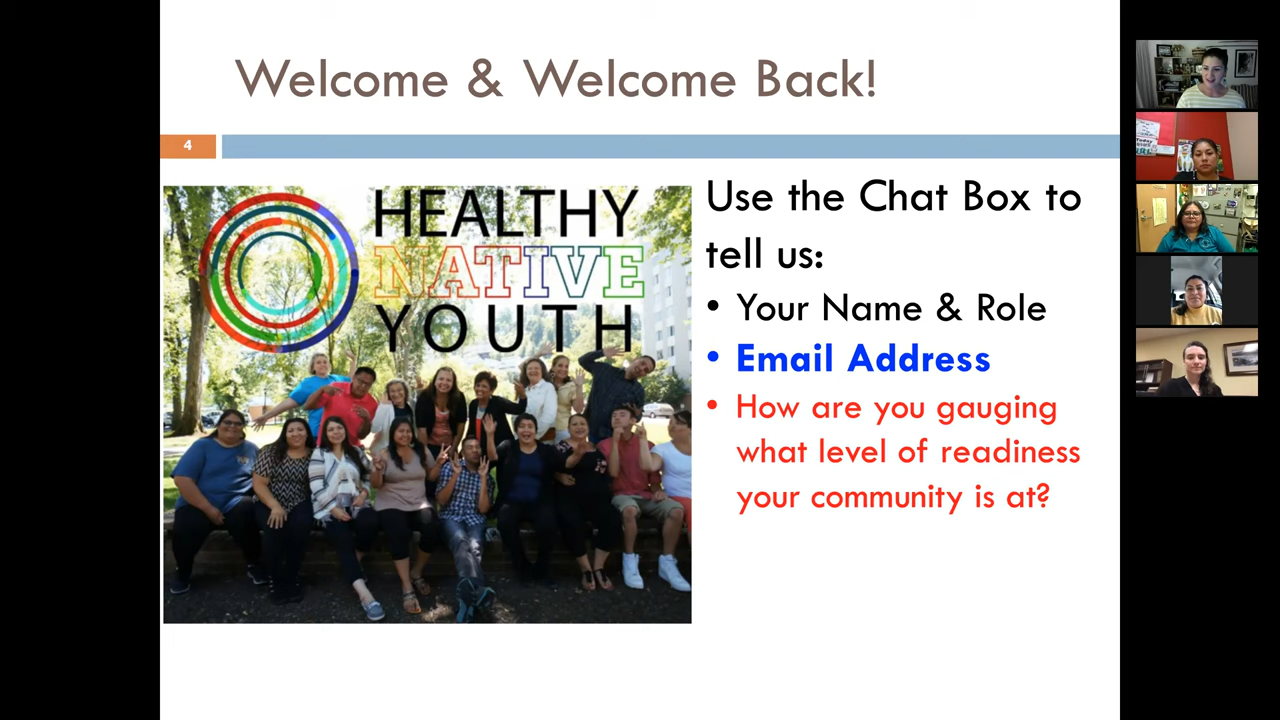 Welcome & Welcome Back!
4
HEALTHY
NATIVE
YOUTH
Use the Chat Box to
tell us:
• Your Name & Role
• Email Address
• How are you gauging
what level of readiness
your community is at?